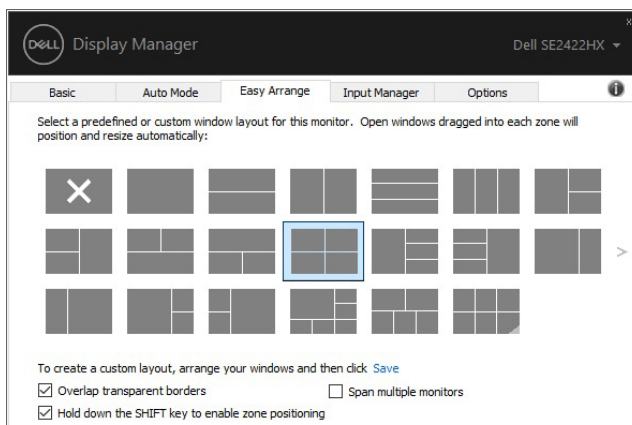 DELL Display Manager
Dell SE2422HX
Basic
Auto Mode
Easy Arrange
Input Manager
Options
Select a predefined or custom window layout for this monitor. Open windows dragged into each zone will
position and resize automatically:
To create a custom layout, arrange your windows and then click Save
Overlap transparent borders
Span multiple monitors
Hold down the SHIFT key to enable zone positioning